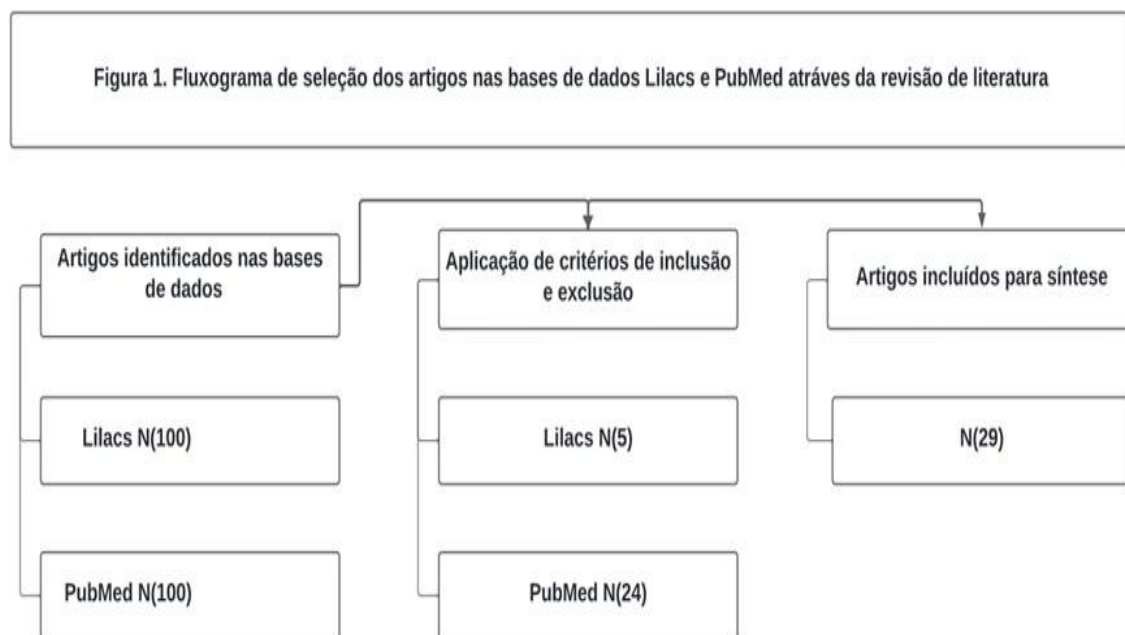 Figura 1. Fluxograma de seleção dos artigos nas bases de dados Lilacs e PubMed atráves da revisão de literatura
Artigos identificados nas bases
de dados
Lilacs N(100)
PubMed N(100)
Aplicação de critérios de inclusão
e exclusão
Lilacs N(5)
PubMed N(24)
Artigos incluídos para síntese
N(29)